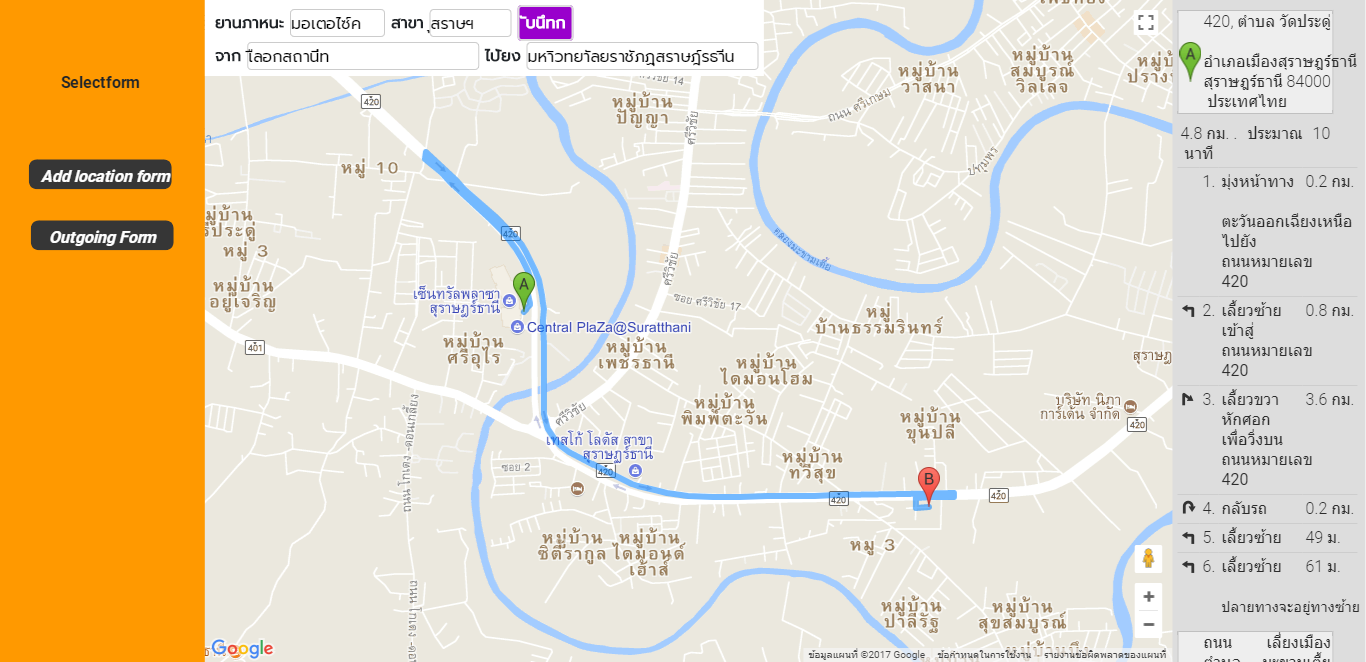 Selectform
Add location form
Outgoing Form
ยานภาหนะ มอเตอไซ์ค สาขา สุราษฯ บันึทก
จาก เลือกสถานีท ไปัยง มหาิวทยาัลยราชัภฏสุราษฎ์รธาีน
420
หมู่ 10
หมู่บ้าน
ปัญญา
ซอย ศรีวิชัย 14
ศรีวิชัย
หมู่บ้าน
วาสนา
หมู่บ้าน
สมบูรณ์
วิลเลจ
ถนน ศรีเกษม
ปทุมพร
คลองมะขามเตี้ย
หมู่ 3
หมู่บ้าน
อยู่เจริญ
420
เซ็นทรัลพลาซา
สุราษฎร์ธานี
A
Central PlaZa@Suratthani
ศรีวิชัย
ซอย ศรีวิชัย 17
หมู่
บ้านธรรมรินทร์
401
หมู่บ้าน
ศรีอุไร
หมู่บ้าน
เพชรธานี
หมู่บ้าน
ไดมอนโฮม
หมู่บ้าน
พิมพ์ตะวัน
บริษัท นิภา
การ์เด้น จำกัด
420
ศรีวิชัย
หมู่บ้าน
ขุนปลี
เทสโก้ โลตัส สาขา
สุราษฎร์ธานี
420
หมู่บ้าน
ทวีสุข
ซอย 2
B
420
420
หมู่บ้าน
ซิตี้รากูล
หมู่บ้าน
ไดมอนด์
เฮ้าส์
หมู่ 3
หมู่บ้าน
ปาลีรัฐ
หมู่บ้าน
สุขสมบูรณ์
Google
ข้อมูลแผนที่ ©2017 Google ข้อกำหนดในการใช้งาน รายงานข้อผิดพลาดของแผนที่
A
420, ตำบล วัดประดู่
อำเภอเมืองสุราษฎร์ธานี
สุราษฎร์ธานี 84000
ประเทศไทย
4.8 กม. . ประมาณ 10
นาที
1. มุ่งหน้าทาง 0.2 กม.
ตะวันออกเฉียงเหนือ
ไปยัง
ถนนหมายเลข
420
2. เลี้ยวซ้าย 0.8 กม.
เข้าสู่
ถนนหมายเลข
420
3. เลี้ยวขวา 3.6 กม.
หักศอก
เพื่อวิ่งบน
ถนนหมายเลข
420
4. กลับรถ 0.2 กม.
5. เลี้ยวซ้าย 49 ม.
6. เลี้ยวซ้าย 61 ม.
ปลายทางจะอยู่ทางซ้าย
ถนน เลี่ยงเมือง